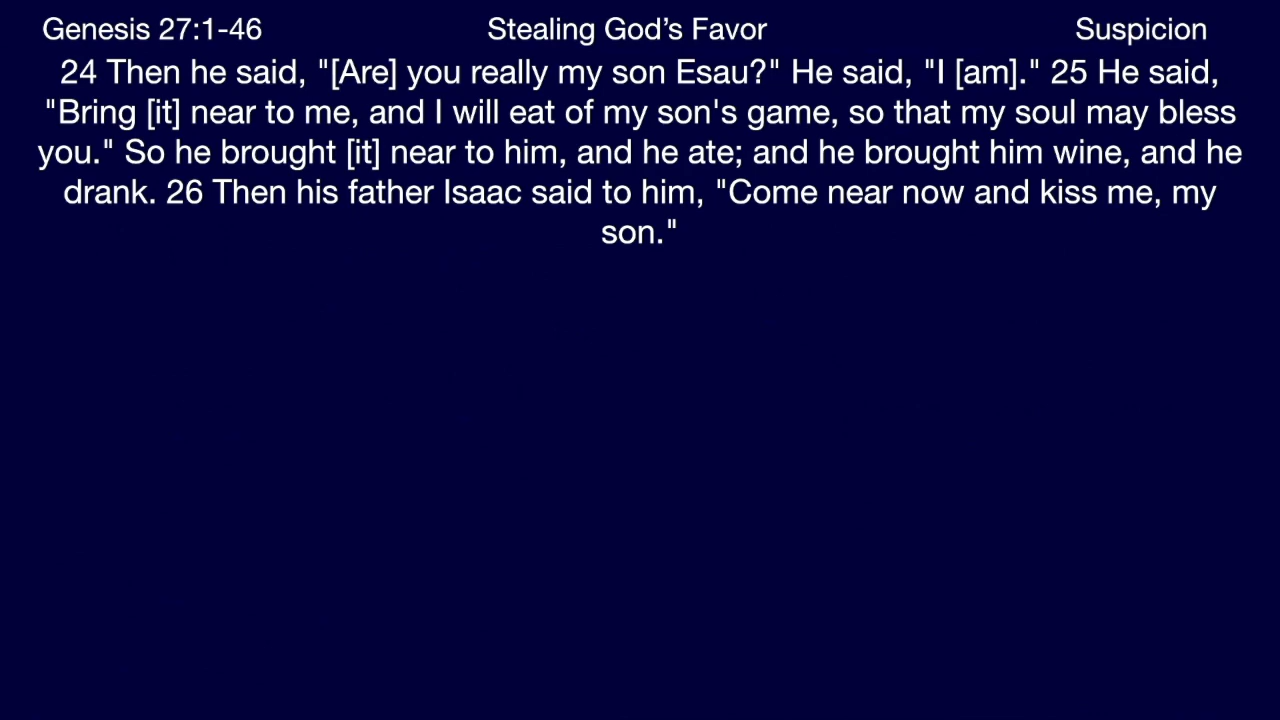 Genesis 27:1-46 Stealing God’s Favor Suspicion
24 Then he said, "[Are] you really my son Esau?" He said, "I [am]." 25 He said,
"Bring [it] near to me, and I will eat of my son's game, so that my soul may bless
you." So he brought [it] near to him, and he ate; and he brought him wine, and he
drank. 26 Then his father Isaac said to him, "Come near now and kiss me, my
son."